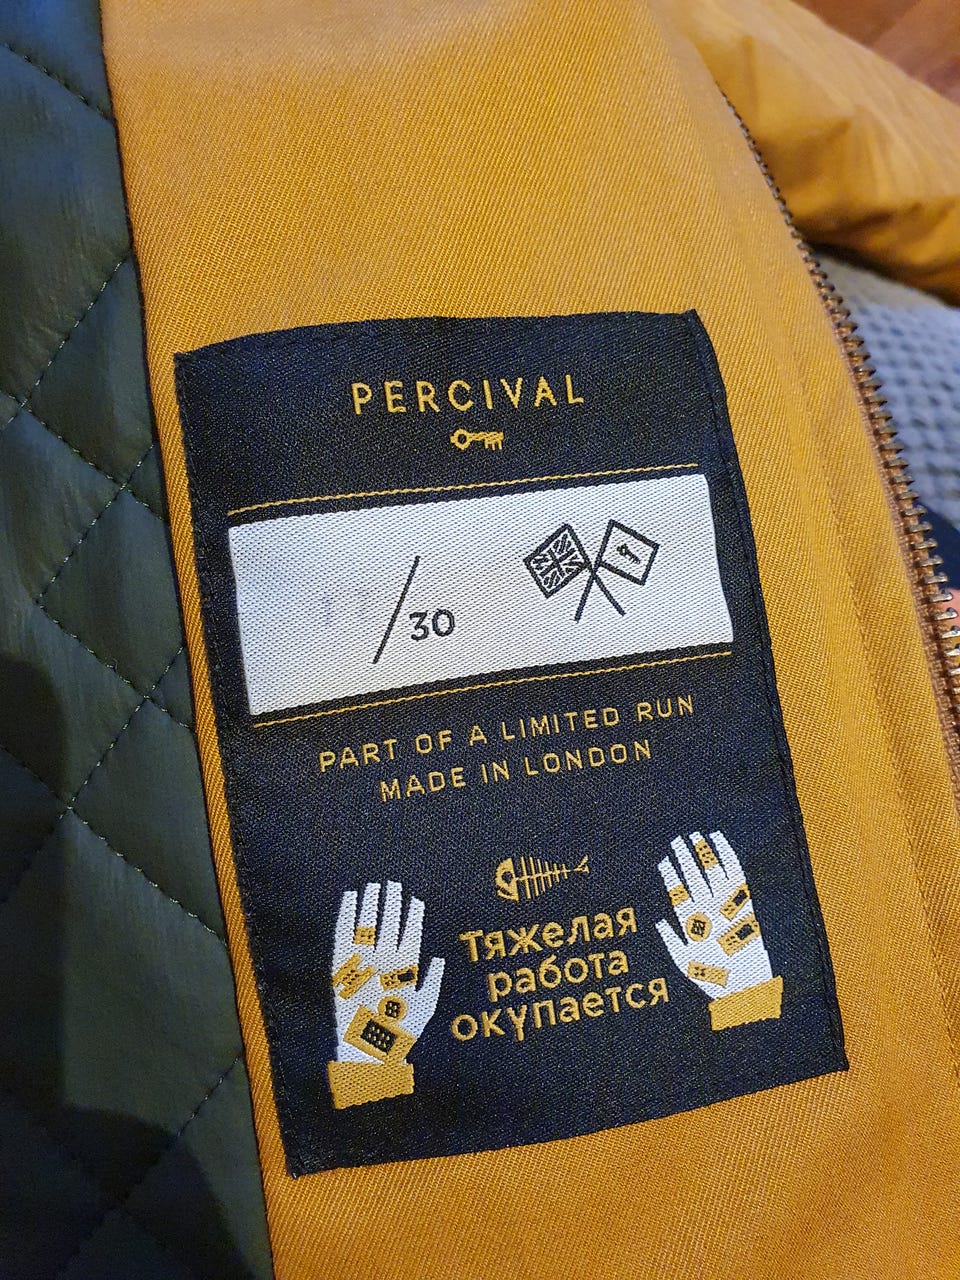 PERCIVAL
/30
PART OF A LIMITED RUN
MADE IN LONDON
Тяжелая
работа
окупается